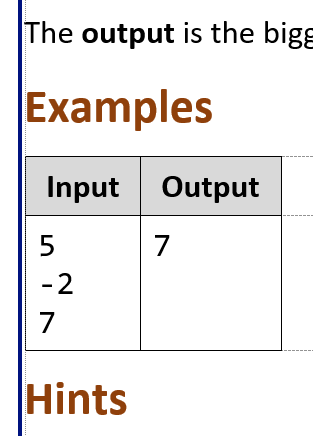 The output is the bigg
Examples
Input Output
5 7
-2
7
Hints